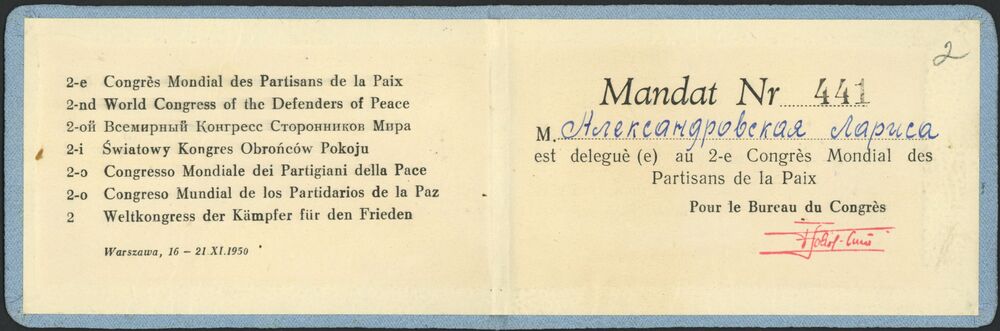 2-e Congrès Mondial des Partisans de la Paix
2-nd World Congress of the Defenders of Peace
2-ой Всемирный Конгресс Сторонников Мира
2-i Światowy Kongres Obrońców Pokoju
2-o Congresso Mondiale dei Partigiani della Pace
2-o Congreso Mundial de los Partidarios de la Paz
2 Weltkongress der Kämpfer für den Frieden
Warszawa, 16 – 21.XI.1950
2
Mandat Nr 441
M. Александровская Лариса
est deleguè (e) au 2-e Congrès Mondial des
Partisans de la Paix
Pour le Bureau du Congrès